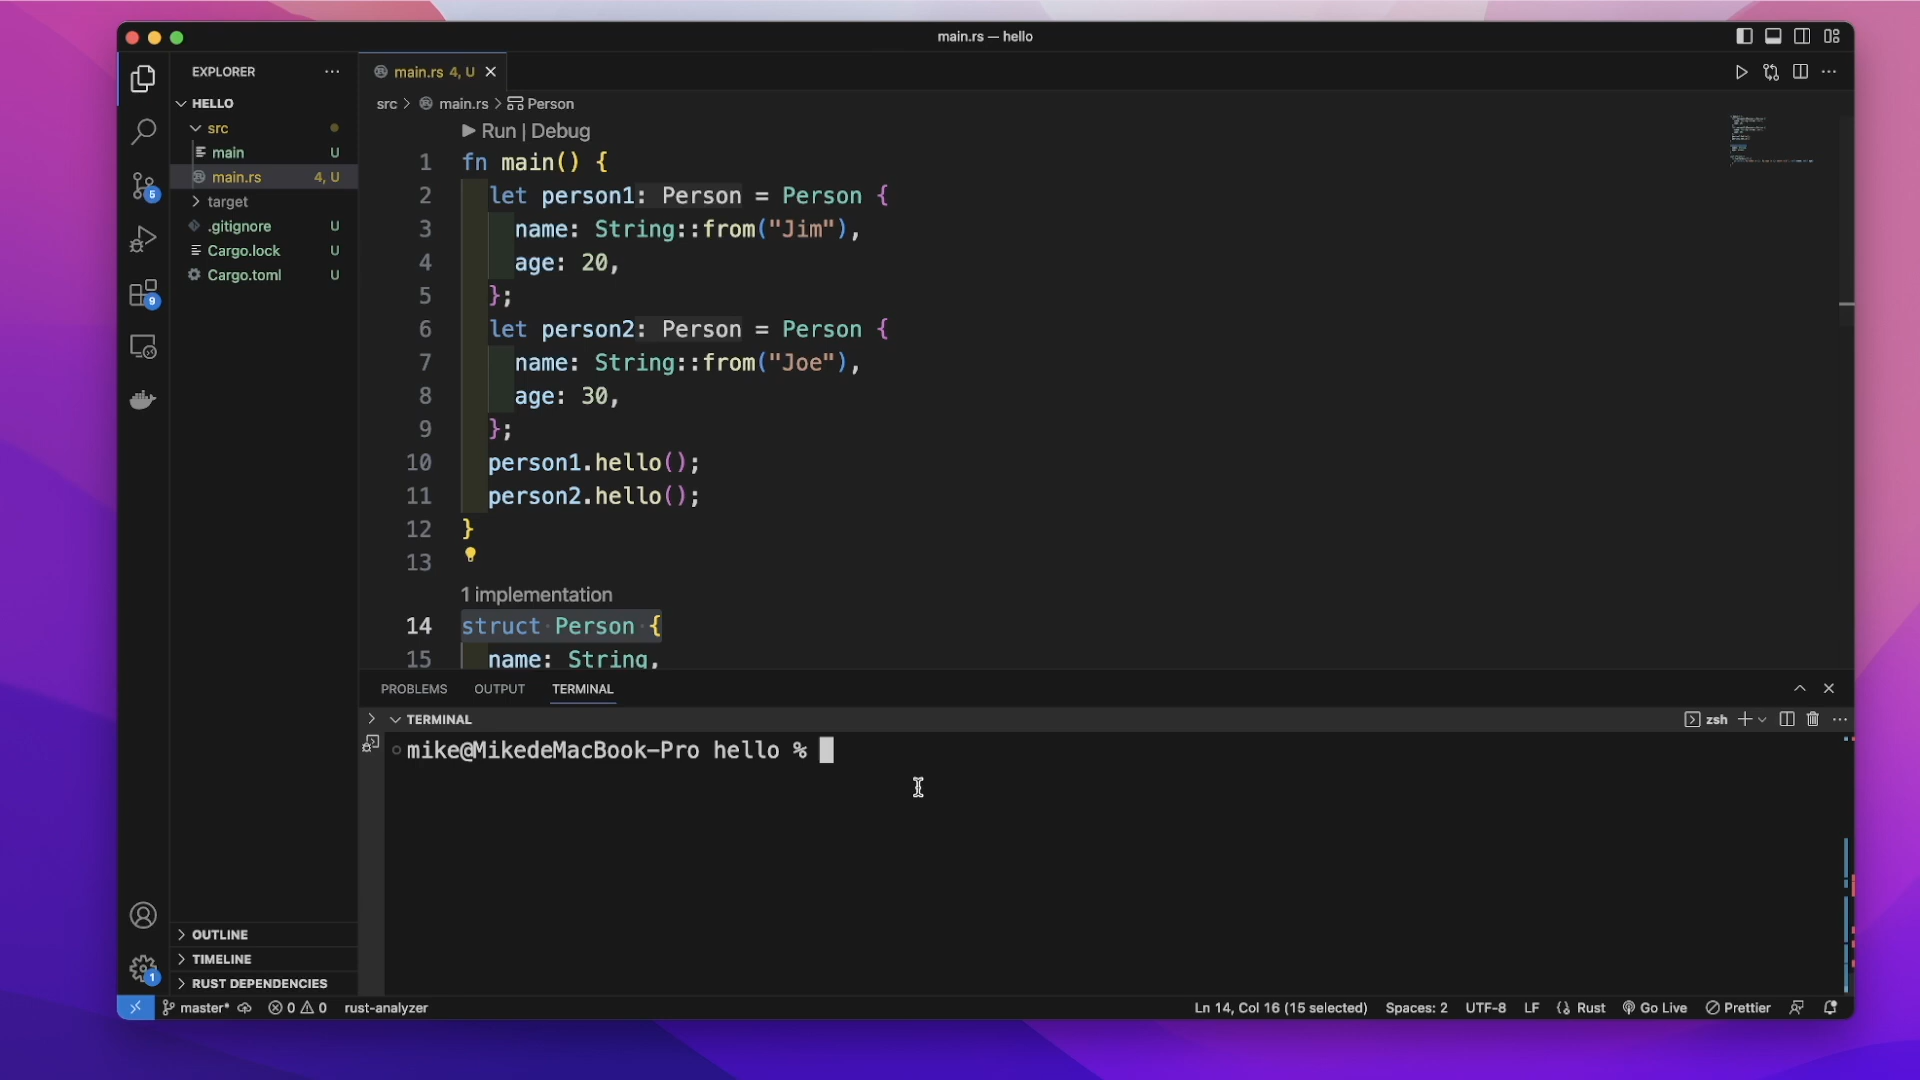 main.rs — hello
EXPLORER
HELLO
src
main U
main.rs 4, U
target
.gitignore U
Cargo.lock U
Cargo.toml U
5
9
1
OUTLINE
TIMELINE
RUST DEPENDENCIES
main.rs 4, U
src > main.rs > Person
Run | Debug
1 fn main() {
2 let person1: Person = Person {
3 name: String::from("Jim"),
4 age: 20,
5 };
6 let person2: Person = Person {
7 name: String::from("Joe"),
8 age: 30,
9 };
10 person1.hello();
11 person2.hello();
12 }
13
1 implementation
14 struct Person {
15 name: String,
PROBLEMS OUTPUT TERMINAL
TERMINAL
zsh
mike@MikedeMacBook-Pro hello %
master* 0 0 rust-analyzer
Ln 14, Col 16 (15 selected) Spaces: 2 UTF-8 LF Rust Go Live Prettier